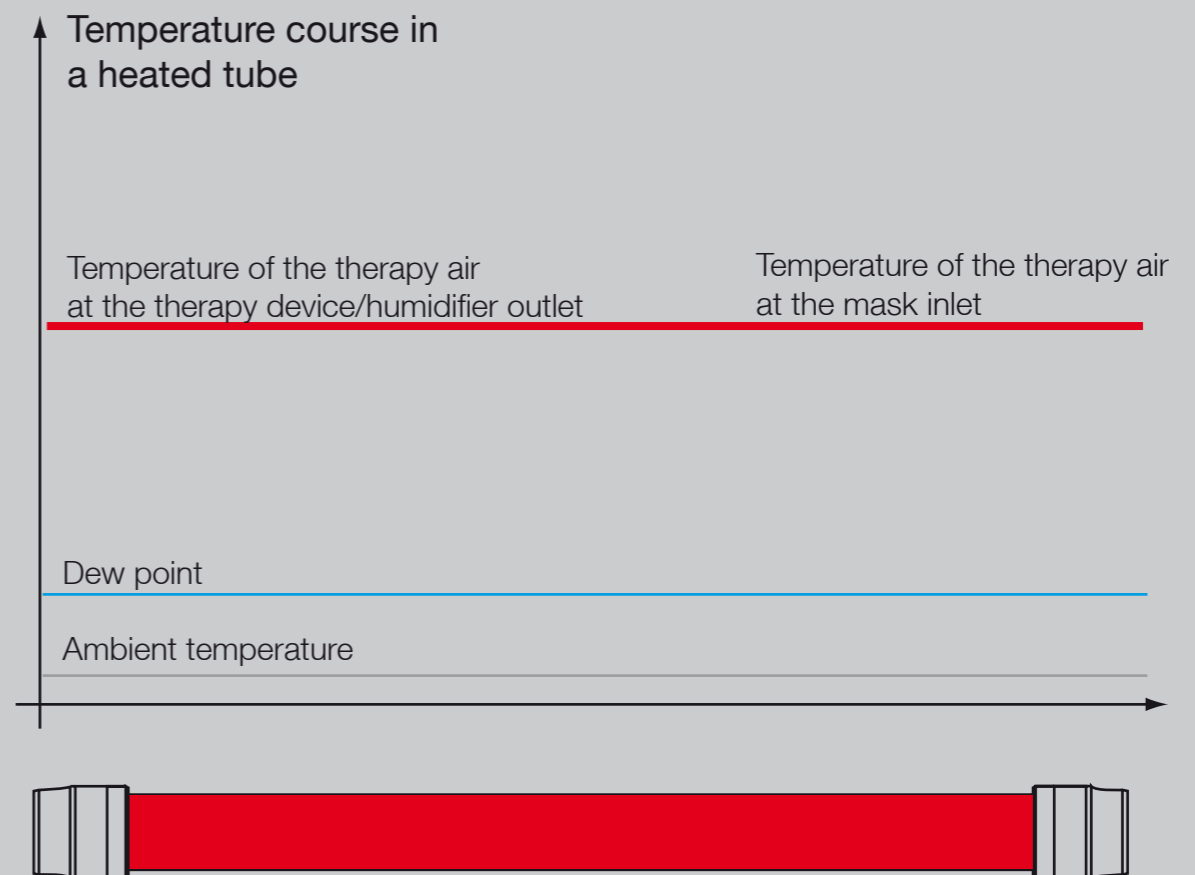 Temperature course in
a heated tube
Temperature of the therapy air
at the therapy device/humidifier outlet
Temperature of the therapy air
at the mask inlet
Dew point
Ambient temperature